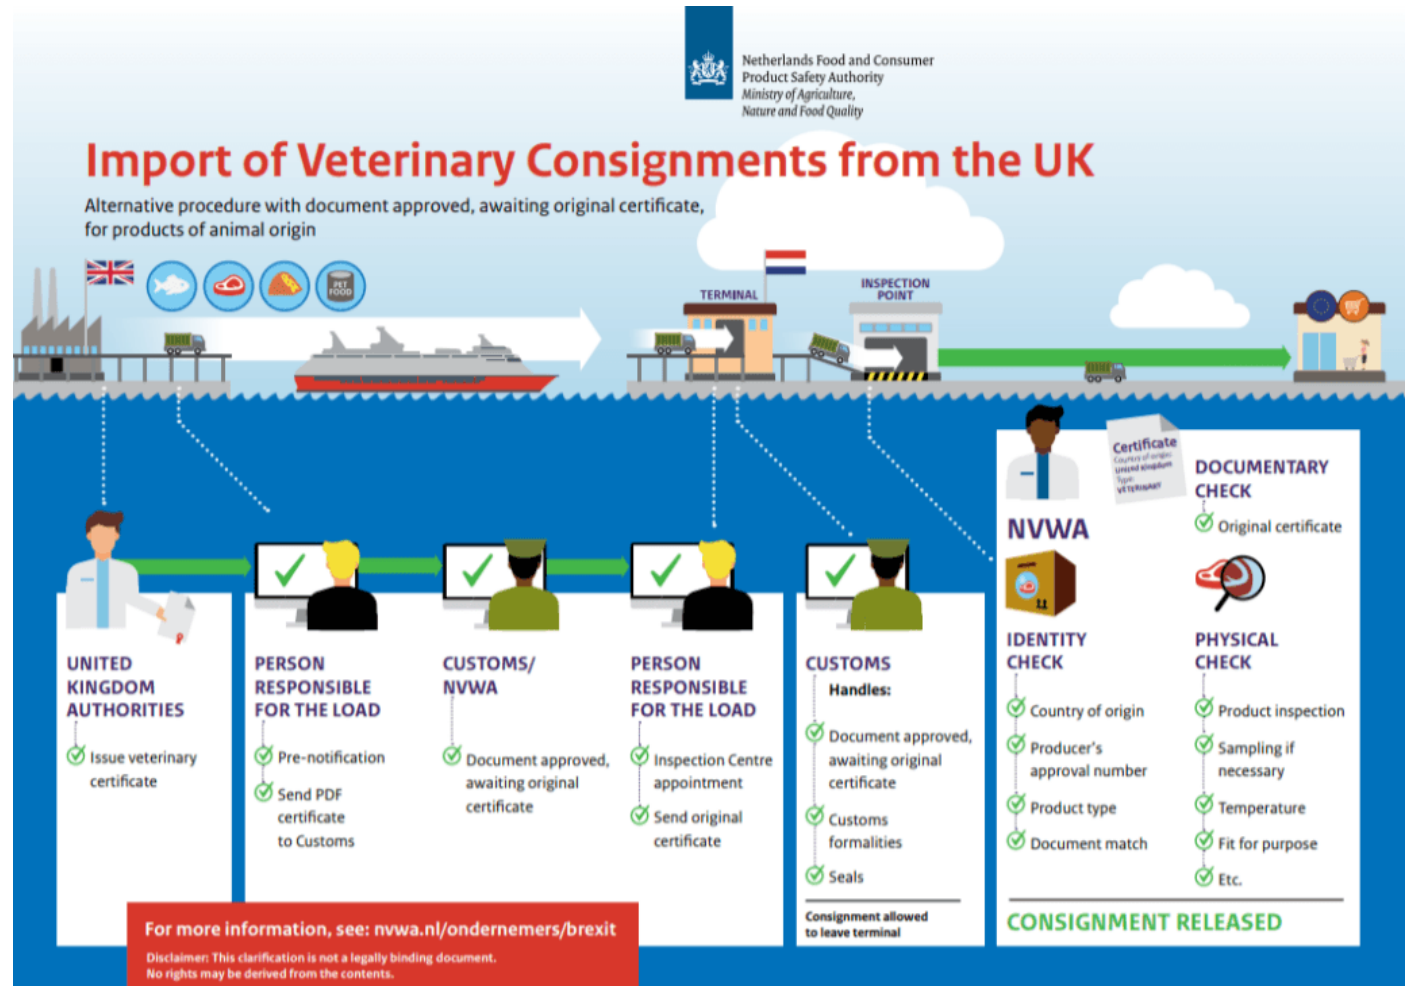 Netherlands Food and Consumer
Product Safety Authority
Ministry of Agriculture,
Nature and Food Quality
Import of Veterinary Consignments from the UK
Alternative procedure with document approved, awaiting original certificate,
for products of animal origin
PET
FOOD
TERMINAL
INSPECTION
POINT
UNITED
KINGDOM
AUTHORITIES
Issue veterinary
certificate
PERSON
RESPONSIBLE
FOR THE LOAD
Pre-notification
Send PDF
certificate
to Customs
CUSTOMS/
NVWA
Document approved,
awaiting original
certificate
PERSON
RESPONSIBLE
FOR THE LOAD
Inspection Centre
appointment
Send original
certificate
CUSTOMS
Handles:
Document approved,
awaiting original
certificate
Customs
formalities
Seals
Consignment allowed
to leave terminal
NVWA
Certificate
Country of origin:
United Kingdom
Type:
VETERINARY
DOCUMENTARY
CHECK
Original certificate
IDENTITY
CHECK
Country of origin
Producer's
approval number
Product type
Document match
PHYSICAL
CHECK
Product inspection
Sampling if
necessary
Temperature
Fit for purpose
Etc.
CONSIGNMENT RELEASED
For more information, see: nvwa.nl/ondernemers/brexit
Disclaimer: This clarification is not a legally binding document.
No rights may be derived from the contents.